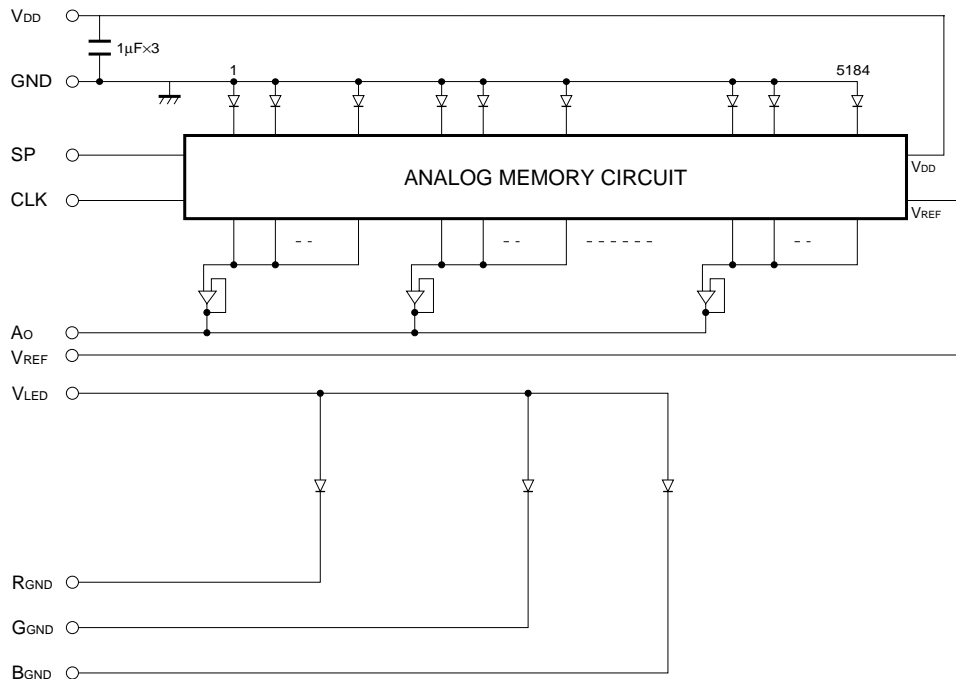 VDD
1µF×3
GND
1
5184
SP
VDD
ANALOG MEMORY CIRCUIT
CLK
VREF
AO
VREF
VLED
RGND
GGND
BGND